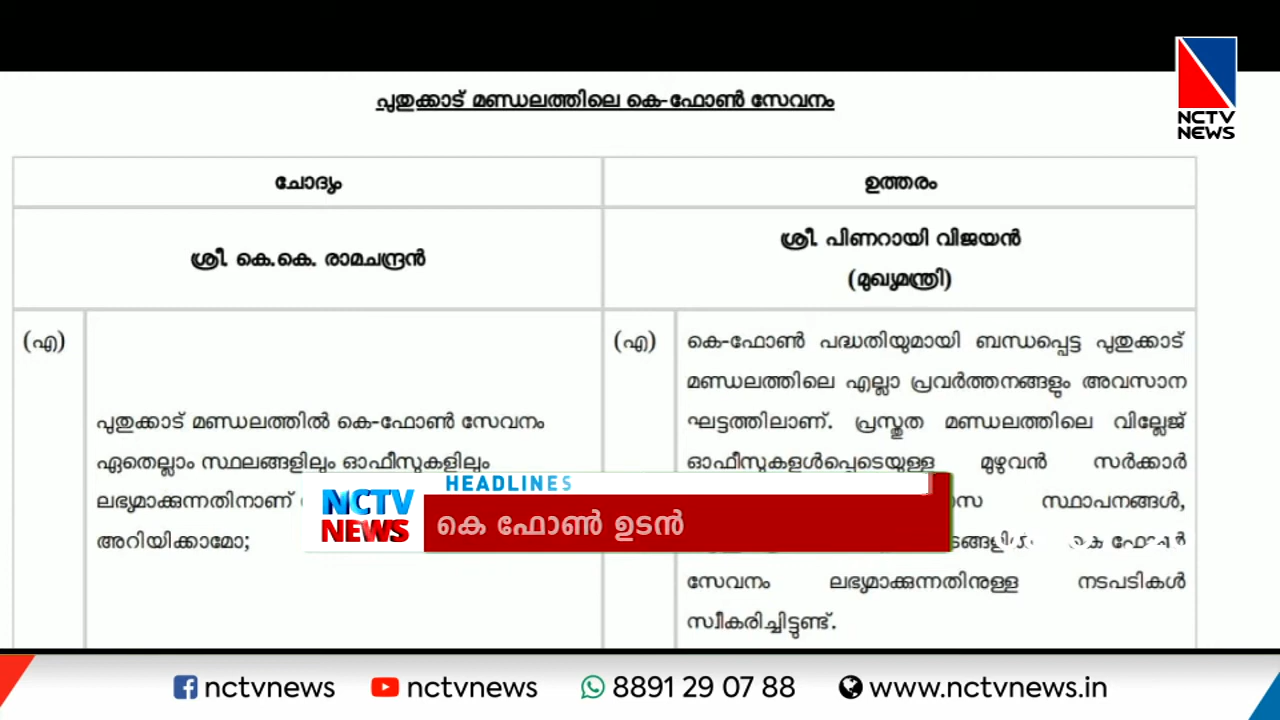 NCTV
NEWS
പുതുക്കാട് മണ്ഡലത്തിലെ കെ-ഫോൺ സേവനം
ചോദ്യം
ഉത്തരം
ശ്രീ. കെ.കെ. രാമചന്ദ്രൻ
ശ്രീ. പിണറായി വിജയൻ
(മുഖ്യമന്ത്രി)
(എ)
പുതുക്കാട് മണ്ഡലത്തിൽ കെ-ഫോൺ സേവനം
ഏതെല്ലാം സ്ഥലങ്ങളിലും ഓഫീസുകളിലും
ലഭ്യമാക്കുന്നതിനാണ്
അറിയിക്കാമോ;
(എ)
കെ-ഫോൺ പദ്ധതിയുമായി ബന്ധപ്പെട്ട പുതുക്കാട്
മണ്ഡലത്തിലെ എല്ലാ പ്രവർത്തനങ്ങളും അവസാന
ഘട്ടത്തിലാണ്. പ്രസ്തുത മണ്ഡലത്തിലെ വില്ലേജ്
ഓഫീസുകളൾപ്പെടെയുള്ള മുഴുവൻ സർക്കാർ
സ്ഥാപനങ്ങൾ,
കെ ഫോൺ
സേവനം ലഭ്യമാക്കുന്നതിനുള്ള നടപടികൾ
സ്വീകരിച്ചിട്ടുണ്ട്.
HEADLINES
NCTV
NEWS
കെ ഫോൺ ഉടൻ
nctvnews
nctvnews
8891 29 07 88
www.nctvnews.in